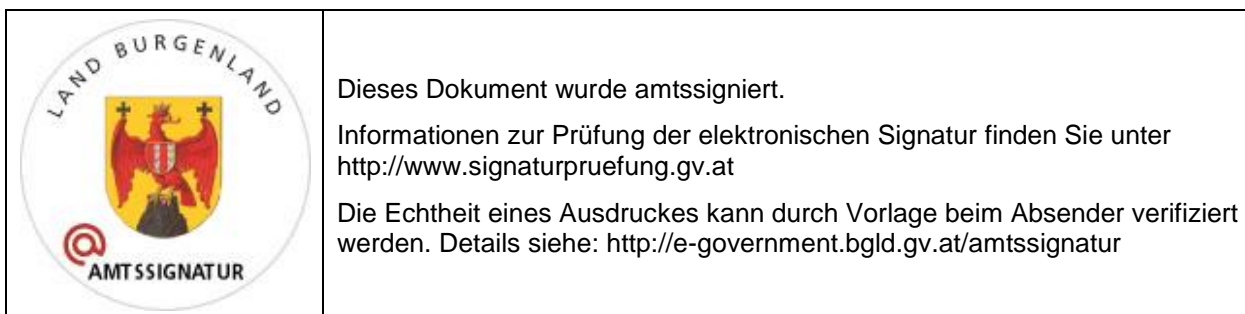 LAND BURGENLAND
@
AMTSSIGNATUR
Dieses Dokument wurde amtssigniert.
Informationen zur Prüfung der elektronischen Signatur finden Sie unter
http://www.signaturpruefung.gv.at
Die Echtheit eines Ausdruckes kann durch Vorlage beim Absender verifiziert
werden. Details siehe: http://e-government.bgld.gv.at/amtssignatur